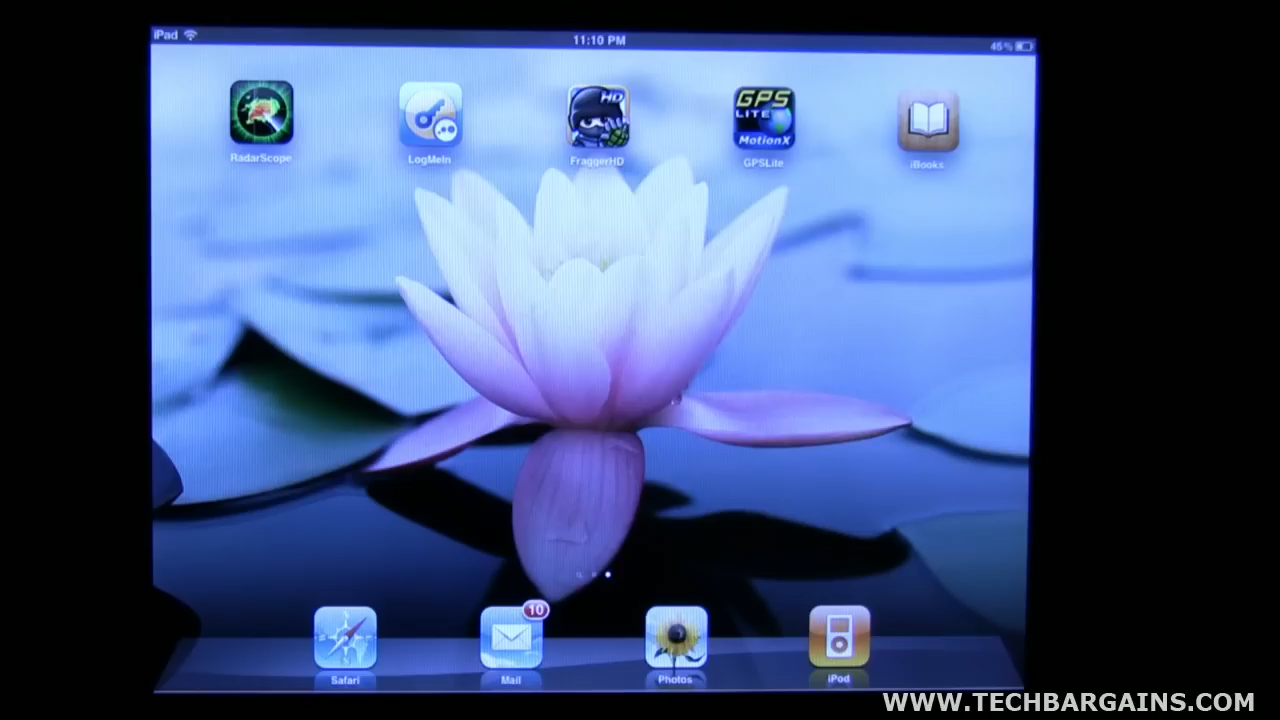 iPad 11:10 PM 45%
HD
GPS
LITE
MotionX
RadarScope LogMeIn FraggerHD GPSLite iBooks
10
Safari Mail Photos iPod
WWW.TECHBARGAINS.COM